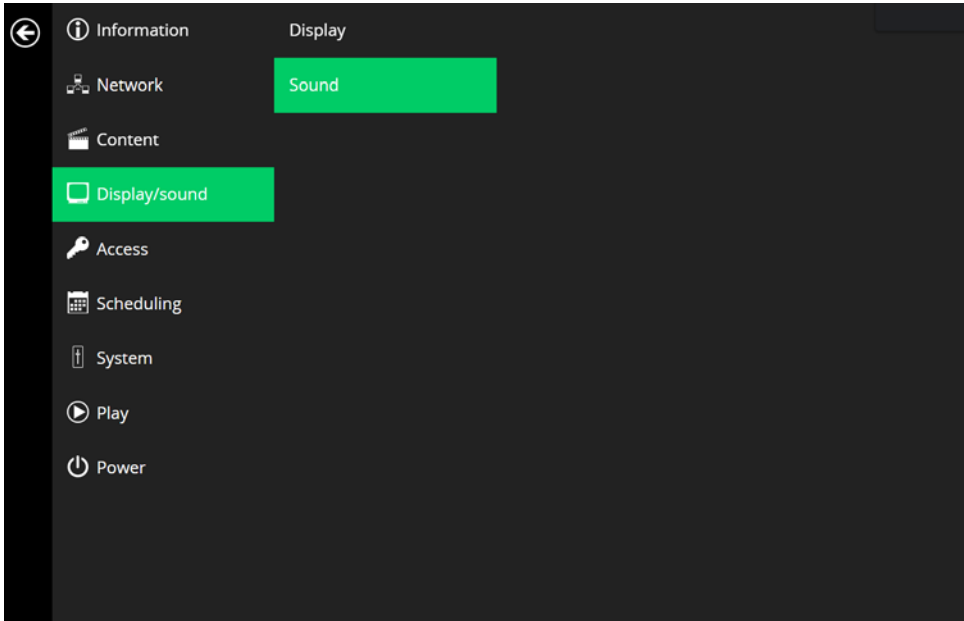 Information
Network
Content
Display/sound
Access
Scheduling
System
Play
Power
Display
Sound